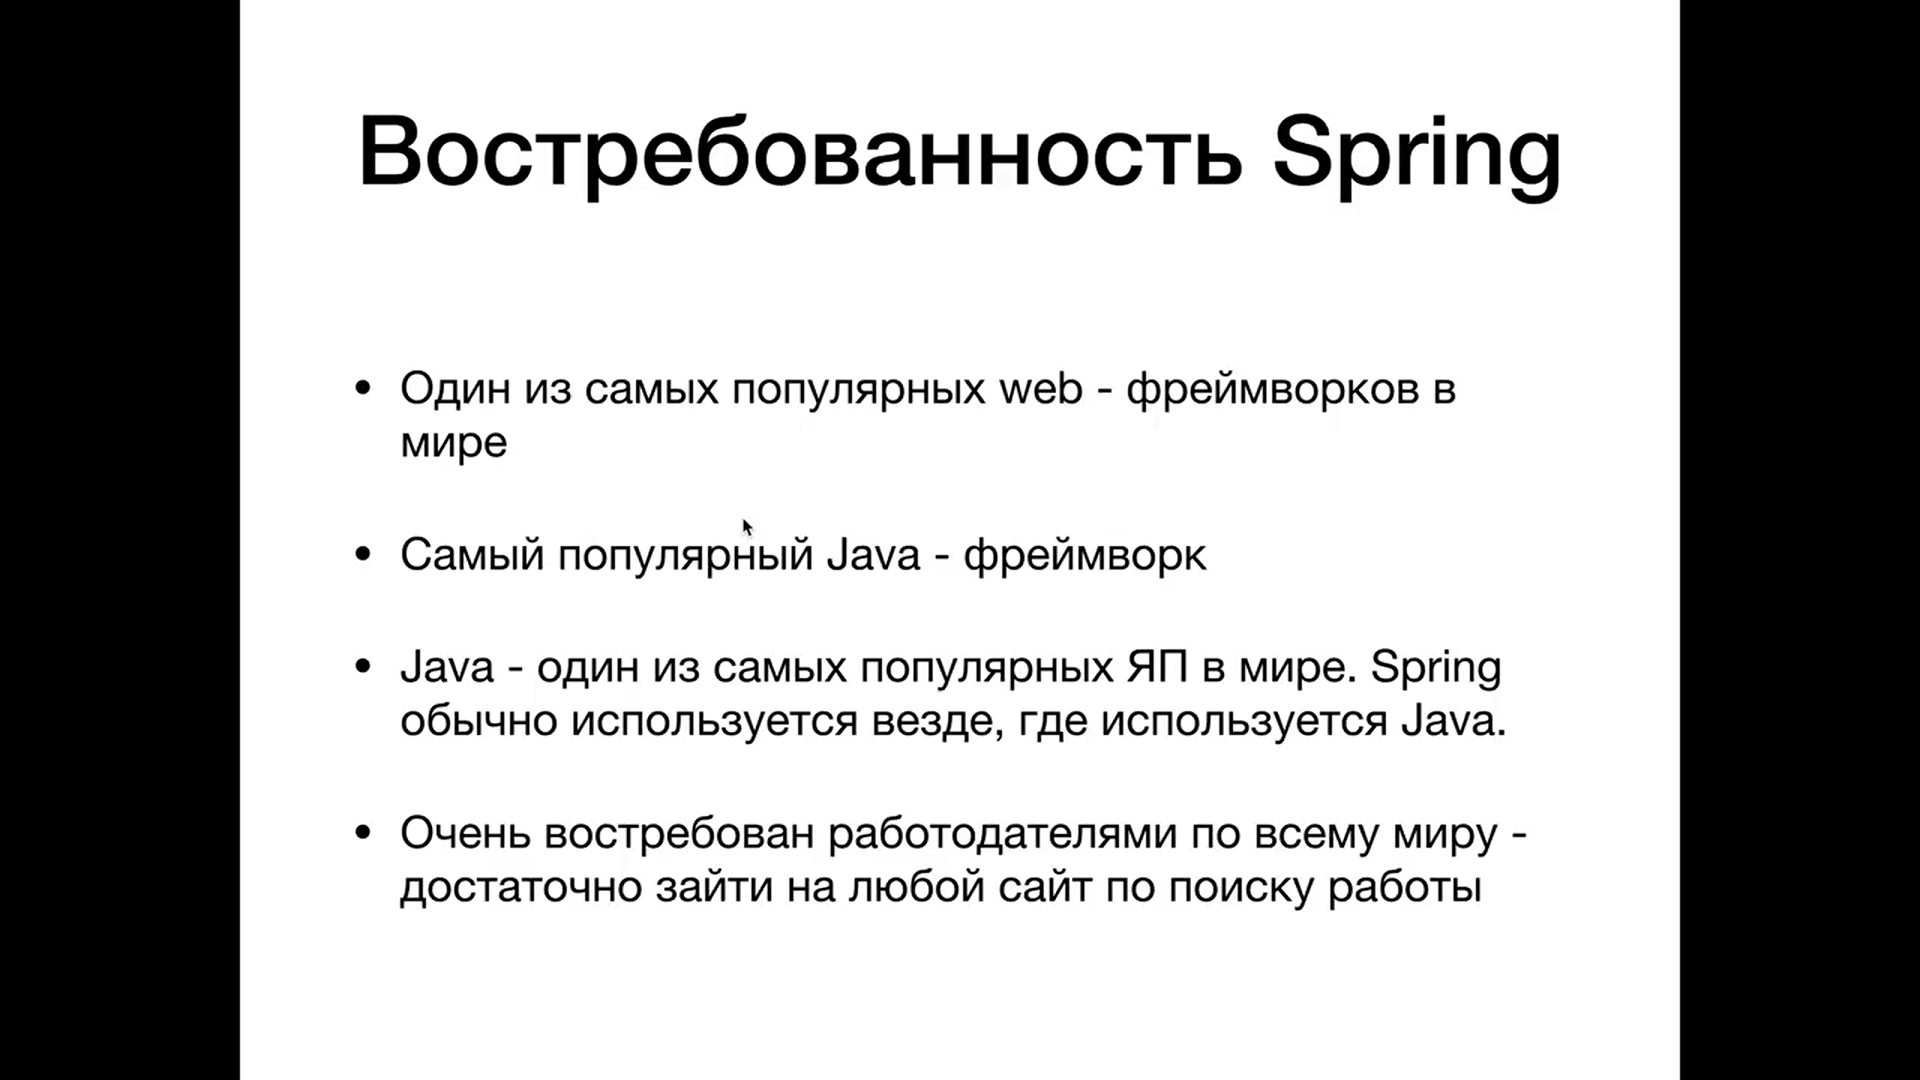 Востребованность Spring
• Один из самых популярных web - фреймворков в
мире
• Самый популярный Java - фреймворк
• Java - один из самых популярных ЯП в мире. Spring
обычно используется везде, где используется Java.
• Очень востребован работодателями по всему миру -
достаточно зайти на любой сайт по поиску работы